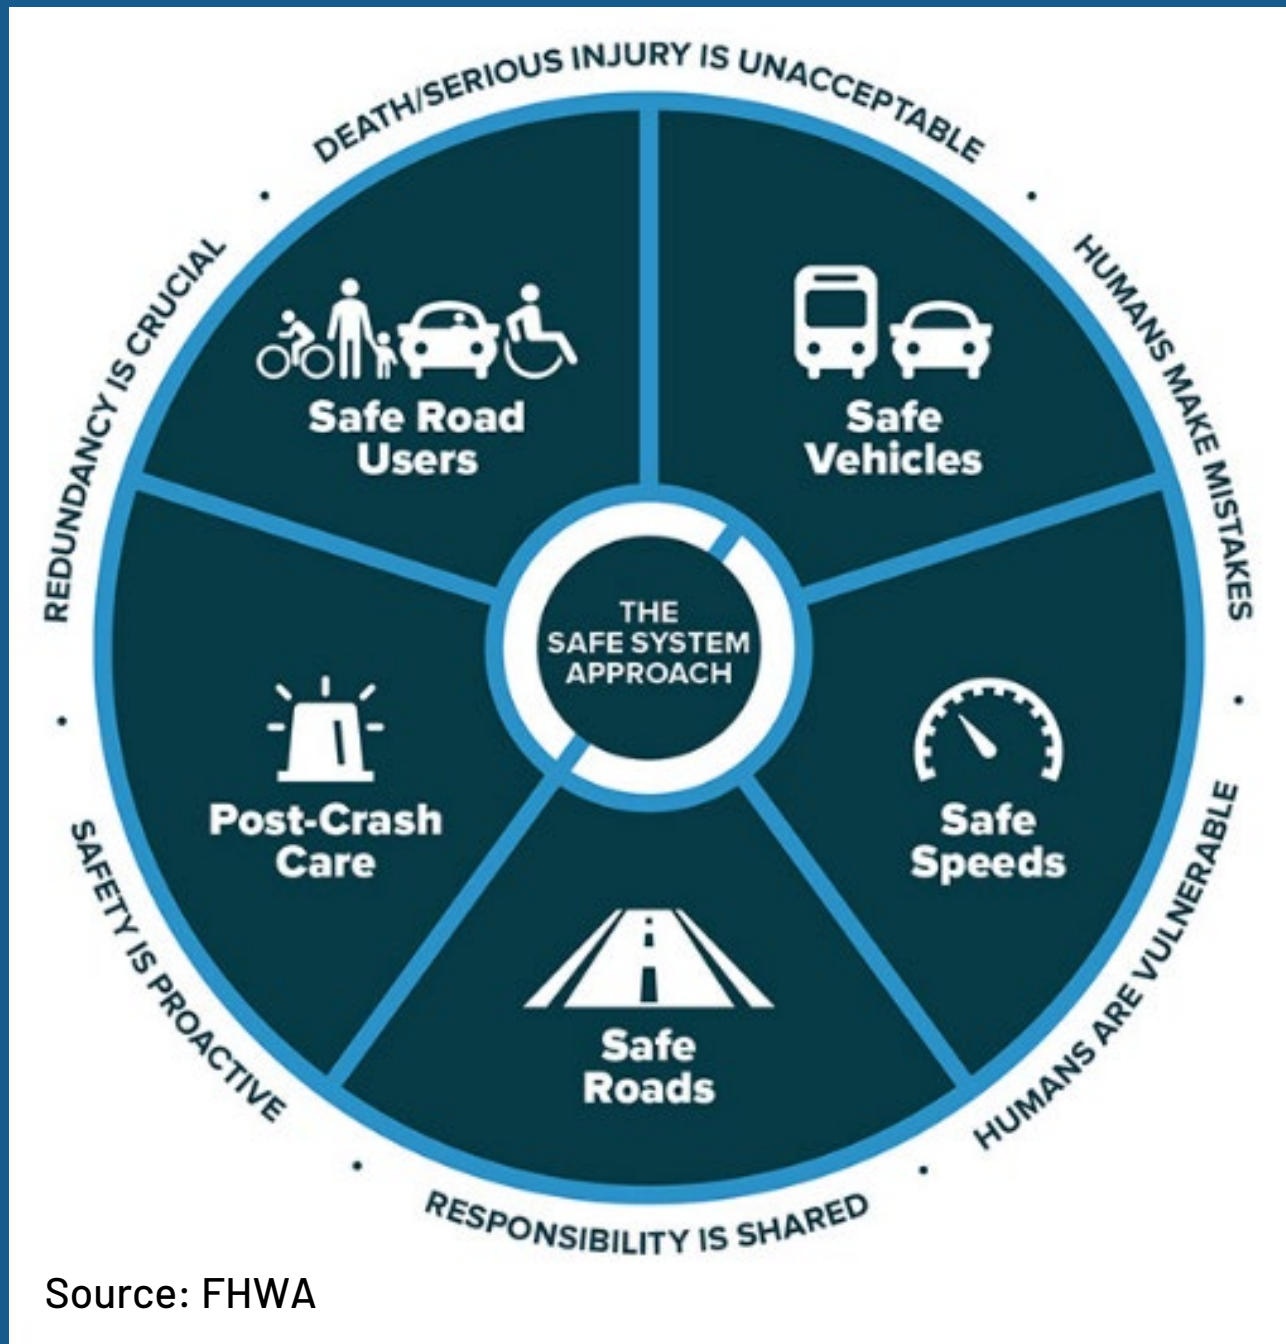 DEATH/SERIOUS INJURY IS UNACCEPTABLE
HUMANS MAKE MISTAKES
HUMANS ARE VULNERABLE
RESPONSIBILITY IS SHARED
SAFETY IS PROACTIVE
REDUNDANCY IS CRUCIAL
Safe Road
Users
Safe
Vehicles
Safe
Speeds
Safe
Roads
Post-Crash
Care
THE
SAFE SYSTEM
APPROACH
Source: FHWA